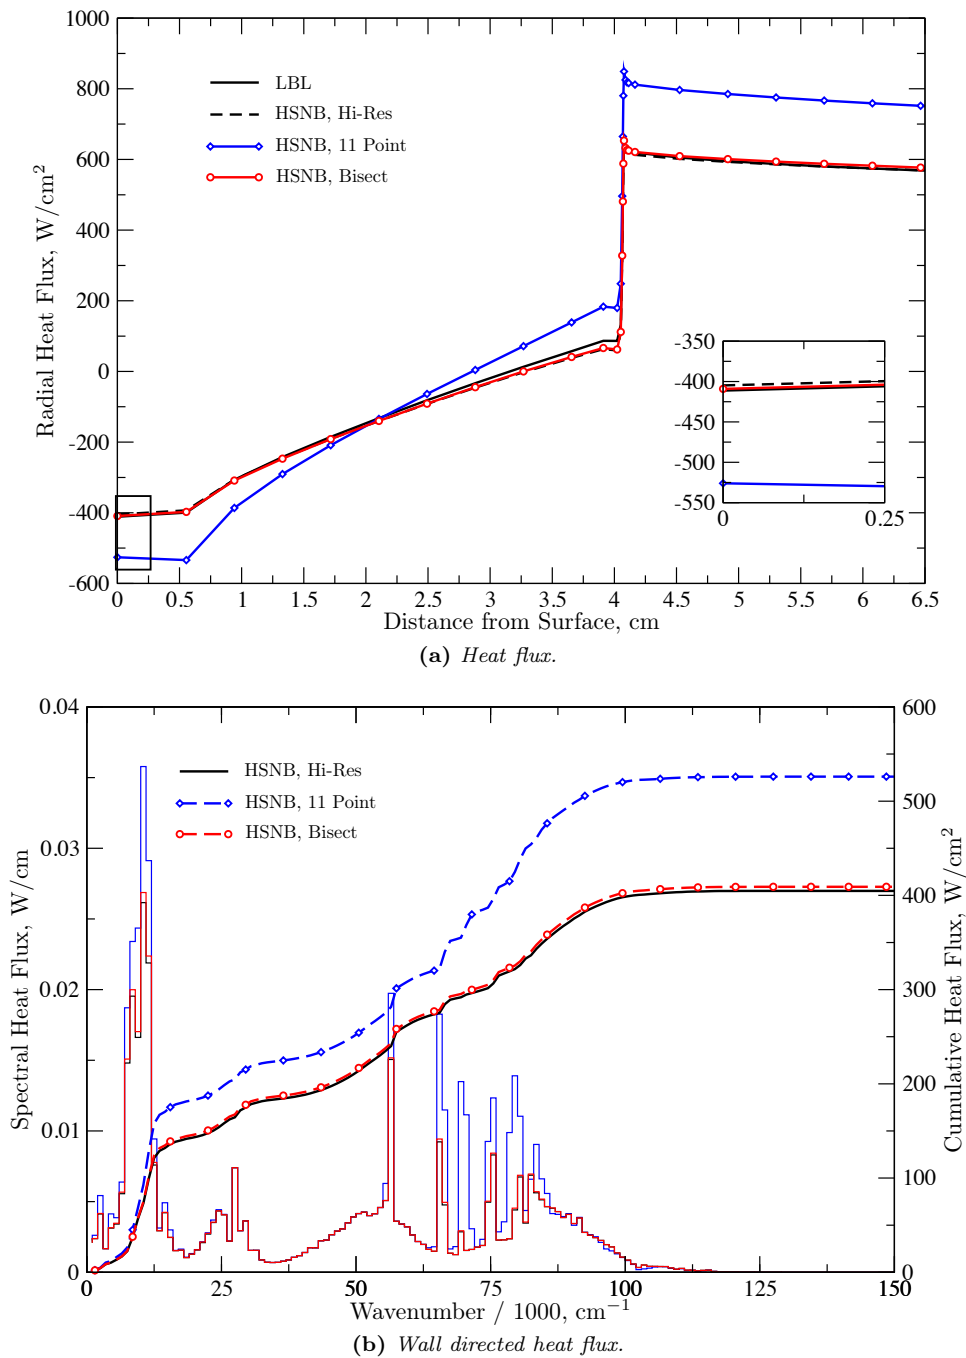 1000
800
600
400
200
0
-200
-400
-600
Radial Heat Flux, W/cm²
LBL
HSNB, Hi-Res
HSNB, 11 Point
HSNB, Bisect
-350
-400
-450
-500
-550
0 0.25
0 0.5 1 1.5 2 2.5 3 3.5 4 4.5 5 5.5 6 6.5
Distance from Surface, cm
(a) Heat flux.
0.04
0.03
0.02
0.01
0
Spectral Heat Flux, W/cm
HSNB, Hi-Res
HSNB, 11 Point
HSNB, Bisect
600
500
400
300
200
100
0
Cumulative Heat Flux, W/cm²
0 25 50 75 100 125 150
Wavenumber / 1000, cm⁻¹
(b) Wall directed heat flux.